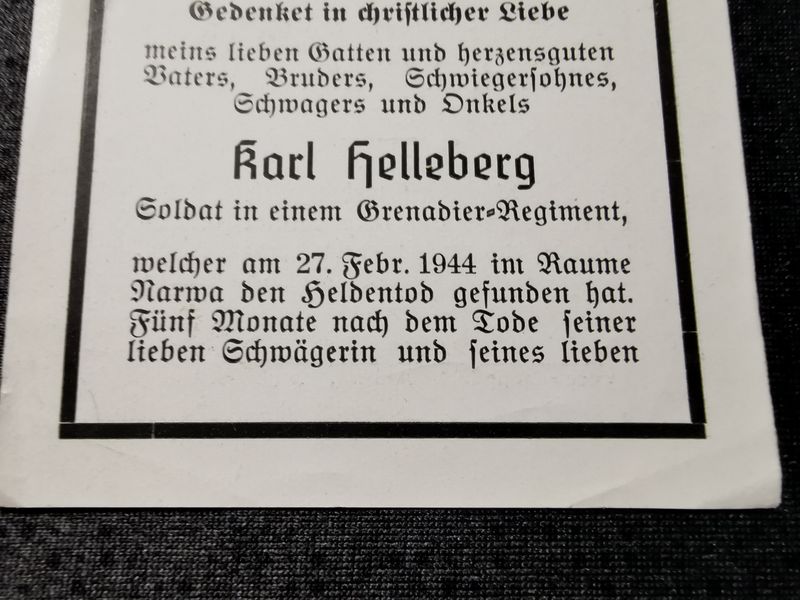 Gedenket in christlicher Liebe
meins lieben Gatten und herzensguten
Vaters, Bruders, Schwiegersohnes,
Schwagers und Onkels
Karl Helleberg
Soldat in einem Grenadier-Regiment,
welcher am 27. Febr. 1944 im Raume
Narwa den Heldentod gefunden hat.
Fünf Monate nach dem Tode seiner
lieben Schwägerin und seines lieben